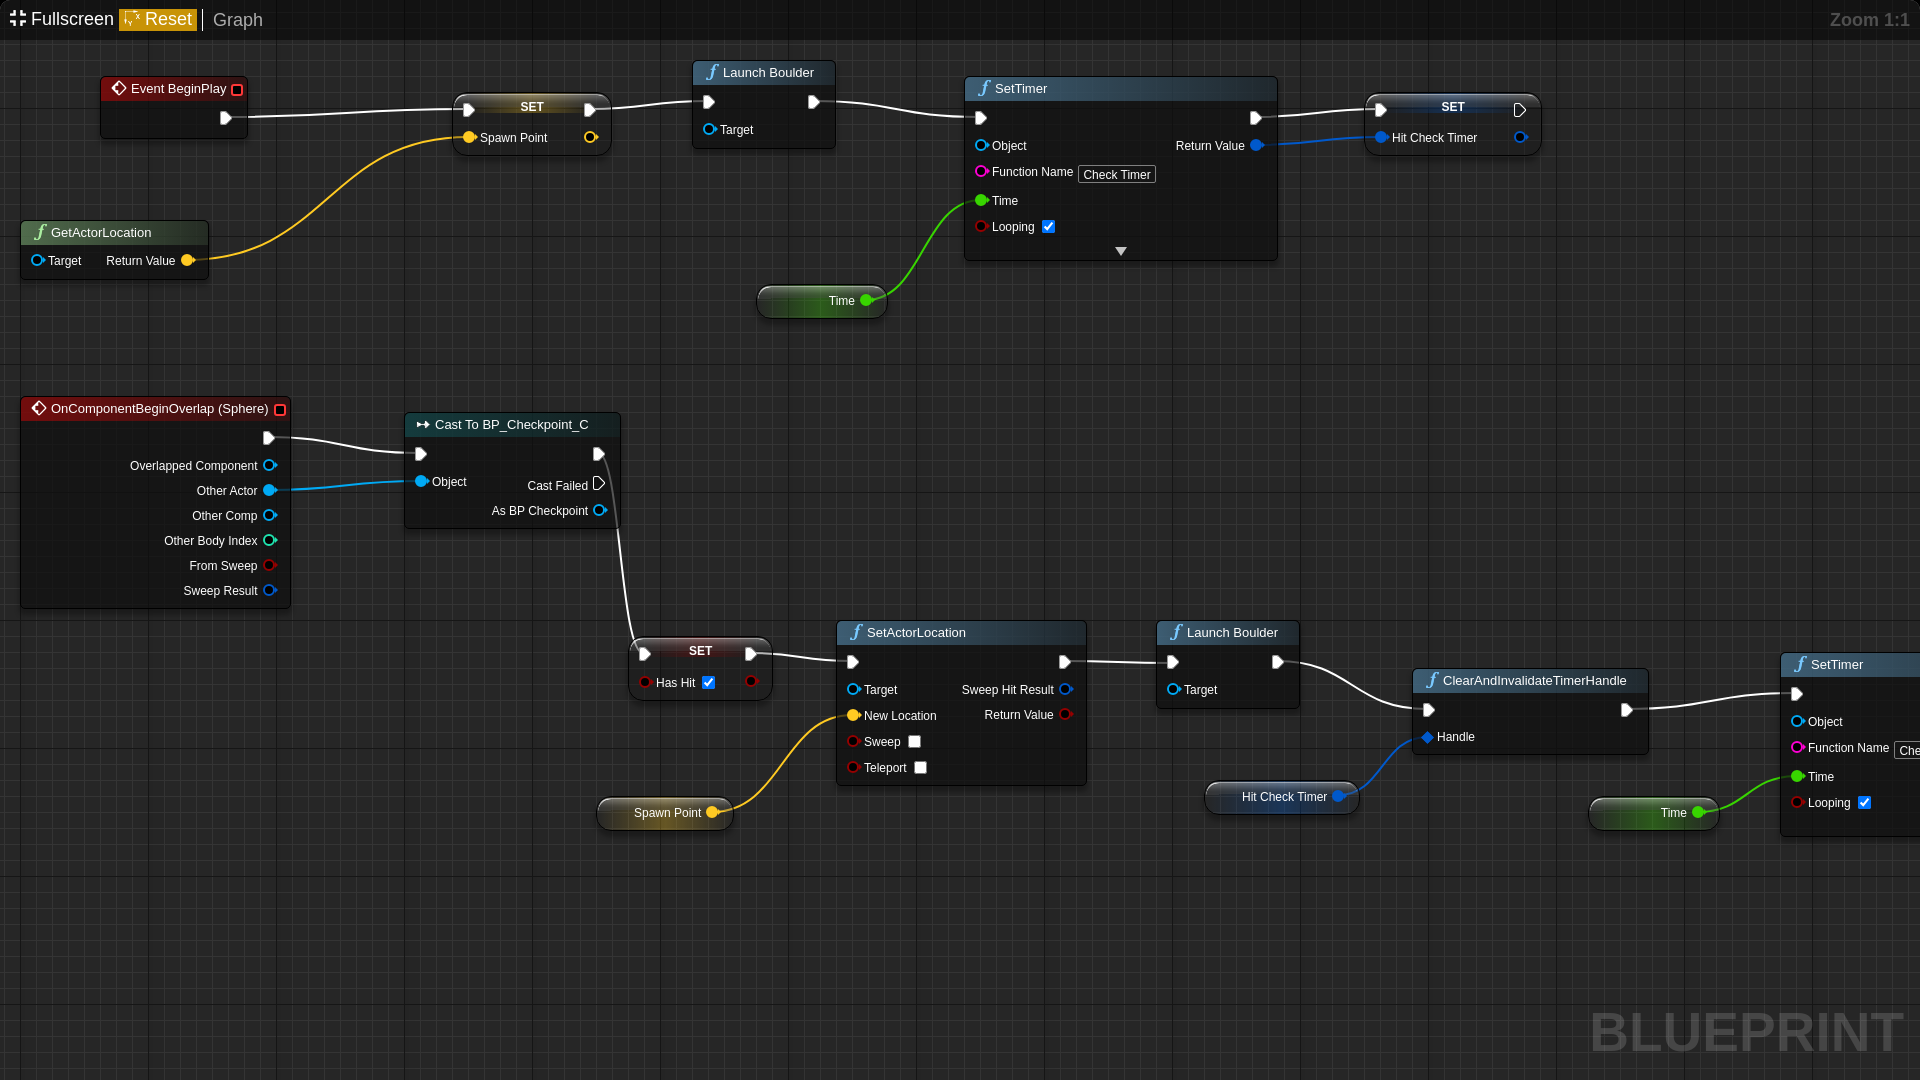 Fullscreen Reset Graph Zoom 1:1
Event BeginPlay
SET
Spawn Point
Launch Boulder
Target
SetTimer
Object Return Value
Function Name Check Timer
Time
Looping
SET
Hit Check Timer
GetActorLocation
Target Return Value
Time
OnComponentBeginOverlap (Sphere)
Overlapped Component
Other Actor
Other Comp
Other Body Index
From Sweep
Sweep Result
Cast To BP_Checkpoint_C
Object Cast Failed
As BP Checkpoint
SET
Has Hit
SetActorLocation
Target Sweep Hit Result
New Location Return Value
Sweep
Teleport
Spawn Point
Launch Boulder
Target
ClearAndInvalidateTimerHandle
Handle
Hit Check Timer
SetTimer
Object
Function Name Che
Time
Looping
Time
BLUEPRINT